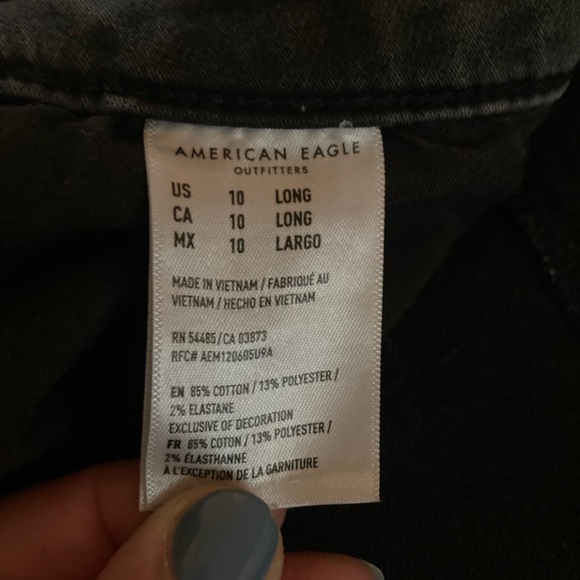 AMERICAN EAGLE
OUTFITTERS
US 10 LONG
CA 10 LONG
MX 10 LARGO
MADE IN VIETNAM / FABRIQUÉ AU
VIETNAM / HECHO EN VIETNAM
RN 54485/CA 03873
RFC# AEM120605U9A
EN 85% COTTON / 13% POLYESTER /
2% ELASTANE
EXCLUSIVE OF DECORATION
FR 85% COTON / 13% POLYESTER /
2% ÉLASTHANNE
À L'EXCEPTION DE LA GARNITURE